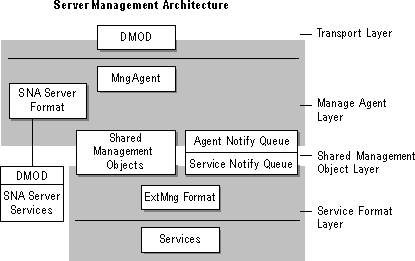 Server Management Architecture
DMOD
Transport Layer
MngAgent
SNA Server
Format
Manage Agent
Layer
Shared
Management
Objects
Agent Notify Queue
Service Notify Queue
Shared Management
Object Layer
DMOD
SNA Server
Services
ExtMng Format
Service Format
Layer
Services